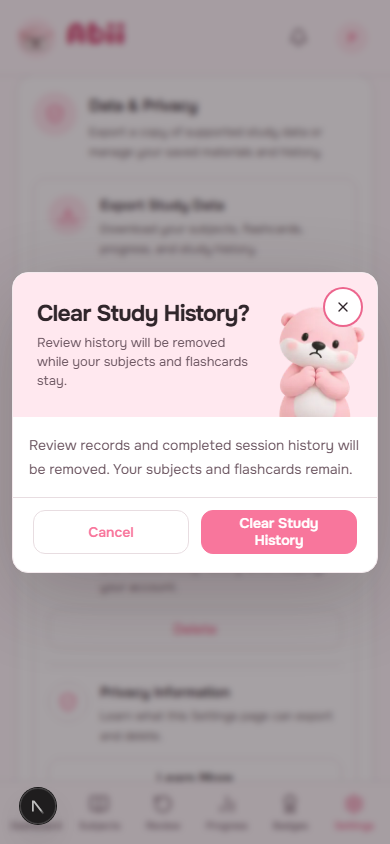 Abii
Data & Privacy
Export a copy of supported study data or
manage your saved materials and history.
Export Study Data
Download your subjects, flashcards,
progress, and study history.
Clear Study History?
Review history will be removed
while your subjects and flashcards
stay.
Review records and completed session history will
be removed. Your subjects and flashcards remain.
Cancel
Clear Study
History
your account.
Delete
Privacy Information
Learn what the Settings page can export
and delete.
Learn More
Subjects
Review
Progress
Badges
Settings